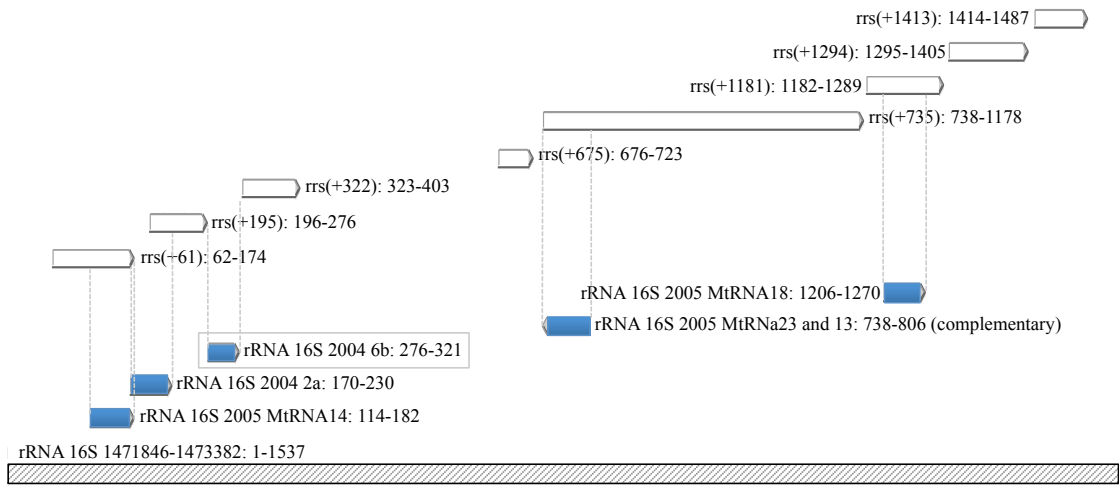 rrs(+1413): 1414-1487
rrs(+1294): 1295-1405
rrs(+1181): 1182-1289
rrs(+735): 738-1178
rrs(+675): 676-723
rrs(+322): 323-403
rrs(+195): 196-276
rrs(+61): 62-174
rRNA 16S 2005 MtRNA18: 1206-1270
rRNA 16S 2005 MtRNa23 and 13: 738-806 (complementary)
rRNA 16S 2004 6b: 276-321
rRNA 16S 2004 2a: 170-230
rRNA 16S 2005 MtRNA14: 114-182
rRNA 16S 1471846-1473382: 1-1537